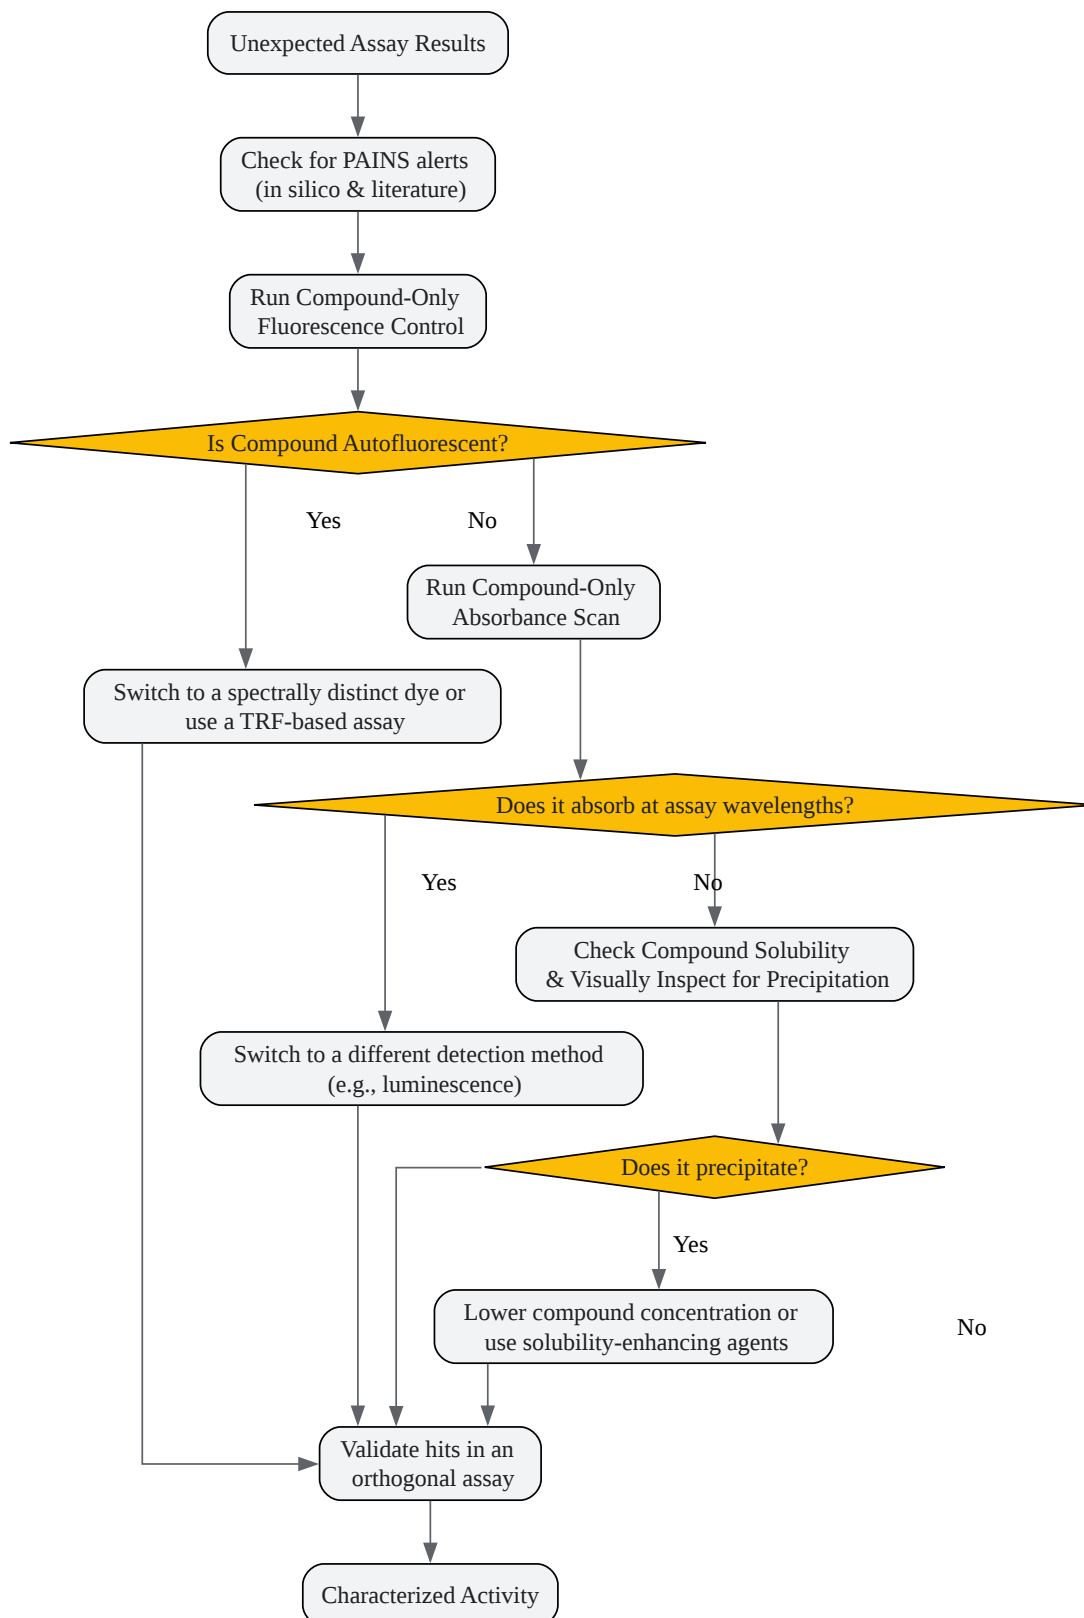 Unexpected Assay Results
Check for PAINS alerts
(in silico & literature)
Run Compound-Only
Fluorescence Control
Is Compound Autofluorescent?
Yes
No
Run Compound-Only
Absorbance Scan
Switch to a spectrally distinct dye or
use a TRF-based assay
Does it absorb at assay wavelengths?
Yes
No
Check Compound Solubility
& Visually Inspect for Precipitation
Switch to a different detection method
(e.g., luminescence)
Does it precipitate?
Yes
Lower compound concentration or
use solubility-enhancing agents
No
Validate hits in an
orthogonal assay
Characterized Activity